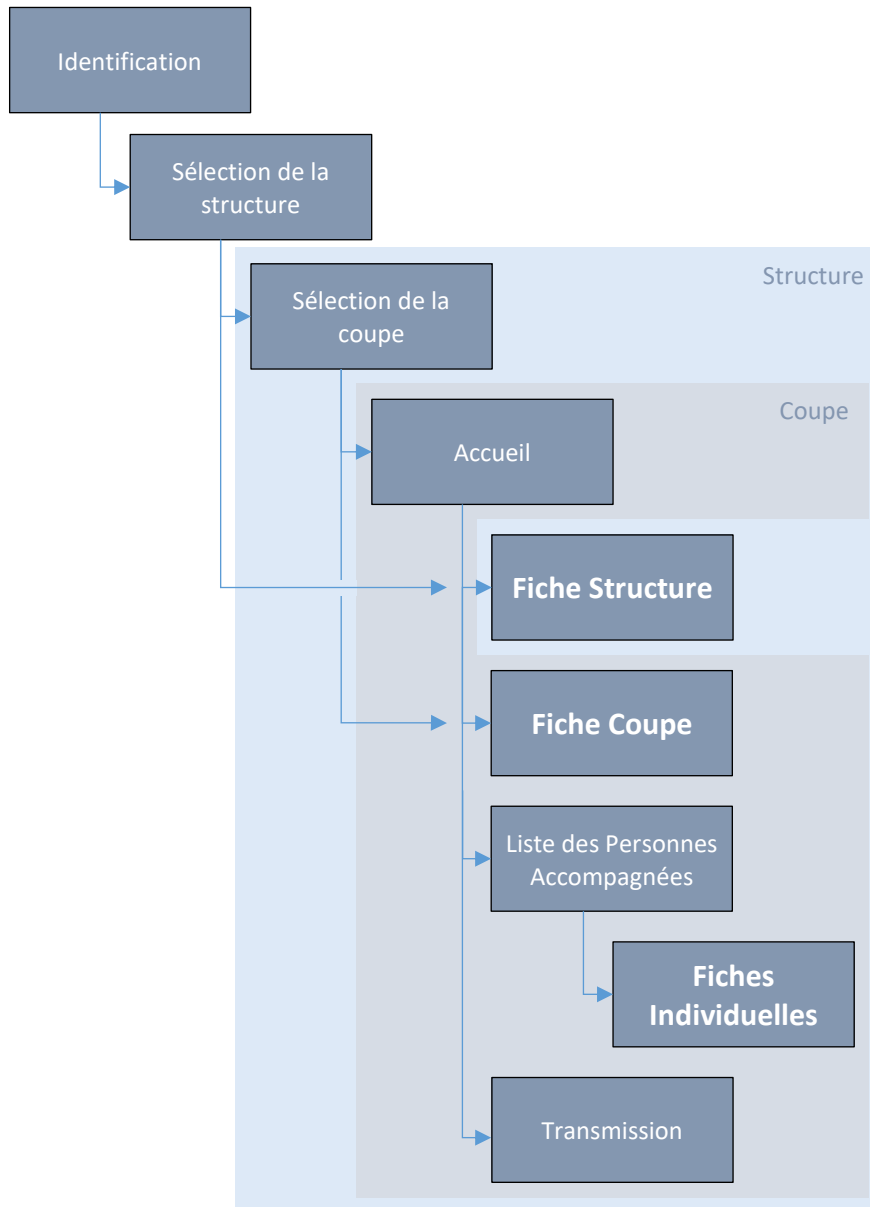 Identification
Sélection de la
structure
Structure
Sélection de la
coupe
Coupe
Accueil
Fiche Structure
Fiche Coupe
Liste des Personnes
Accompagnées
Fiches
Individuelles
Transmission